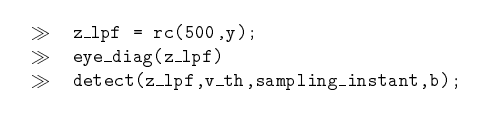 ≫ z_lpf = rc(500,y);
≫ eye_diag(z_lpf)
≫ detect(z_lpf,v_th,sampling_instant,b);